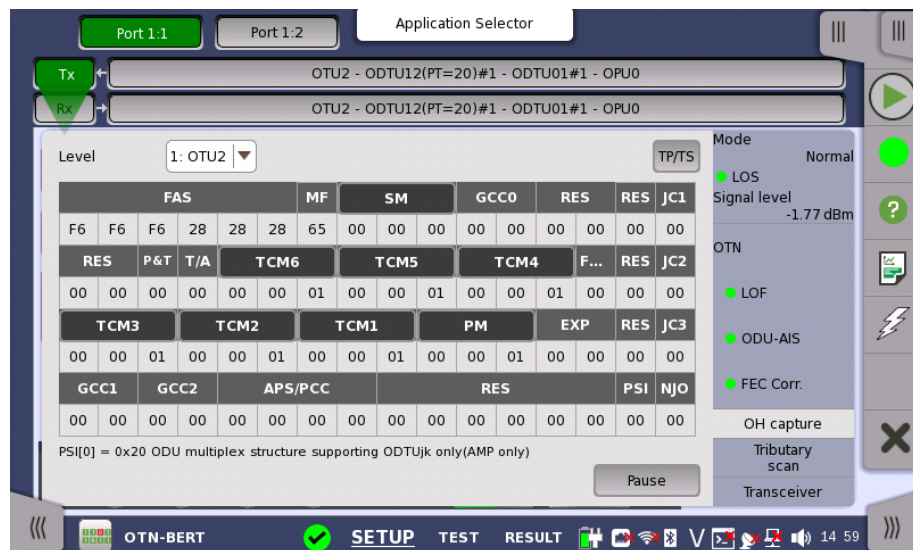 Application Selector
Port 1:1
Port 1:2
Tx
OTU2 - ODTU12(PT=20)#1 - ODTU01#1 - OPU0
Rx
OTU2 - ODTU12(PT=20)#1 - ODTU01#1 - OPU0
Level
1: OTU2
TP/TS
FAS MF SM GCC0 RES RES JC1
F6 F6 F6 28 28 28 65 00 00 00 00 00 00 00 00 00
RES P&T T/A TCM6 TCM5 TCM4 F... RES JC2
00 00 00 00 00 00 01 00 00 01 00 00 01 00 00 00
TCM3 TCM2 TCM1 PM EXP RES JC3
00 00 01 00 00 01 00 00 01 00 00 01 00 00 00 00
GCC1 GCC2 APS/PCC RES PSI NJO
00 00 00 00 00 00 00 00 00 00 00 00 00 00 00 00
PSI[0] = 0x20 ODU multiplex structure supporting ODTUjk only(AMP only)
Pause
Mode
Normal
LOS
Signal level
-1.77 dBm
OTN
LOF
ODU-AIS
FEC Corr.
OH capture
Tributary
scan
Transceiver
OTN-BERT
SETUP
TEST
RESULT
14 59